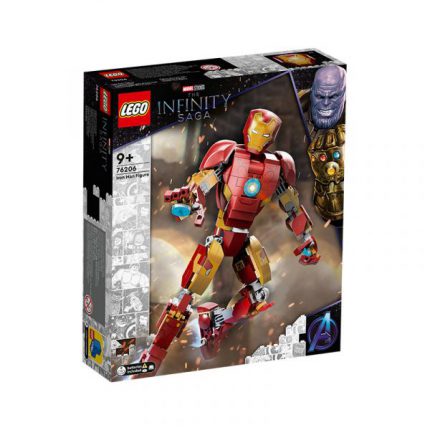 LEGO
MARVEL STUDIOS
THE
INFINITY
SAGA
9+
76206
Iron Man Figure